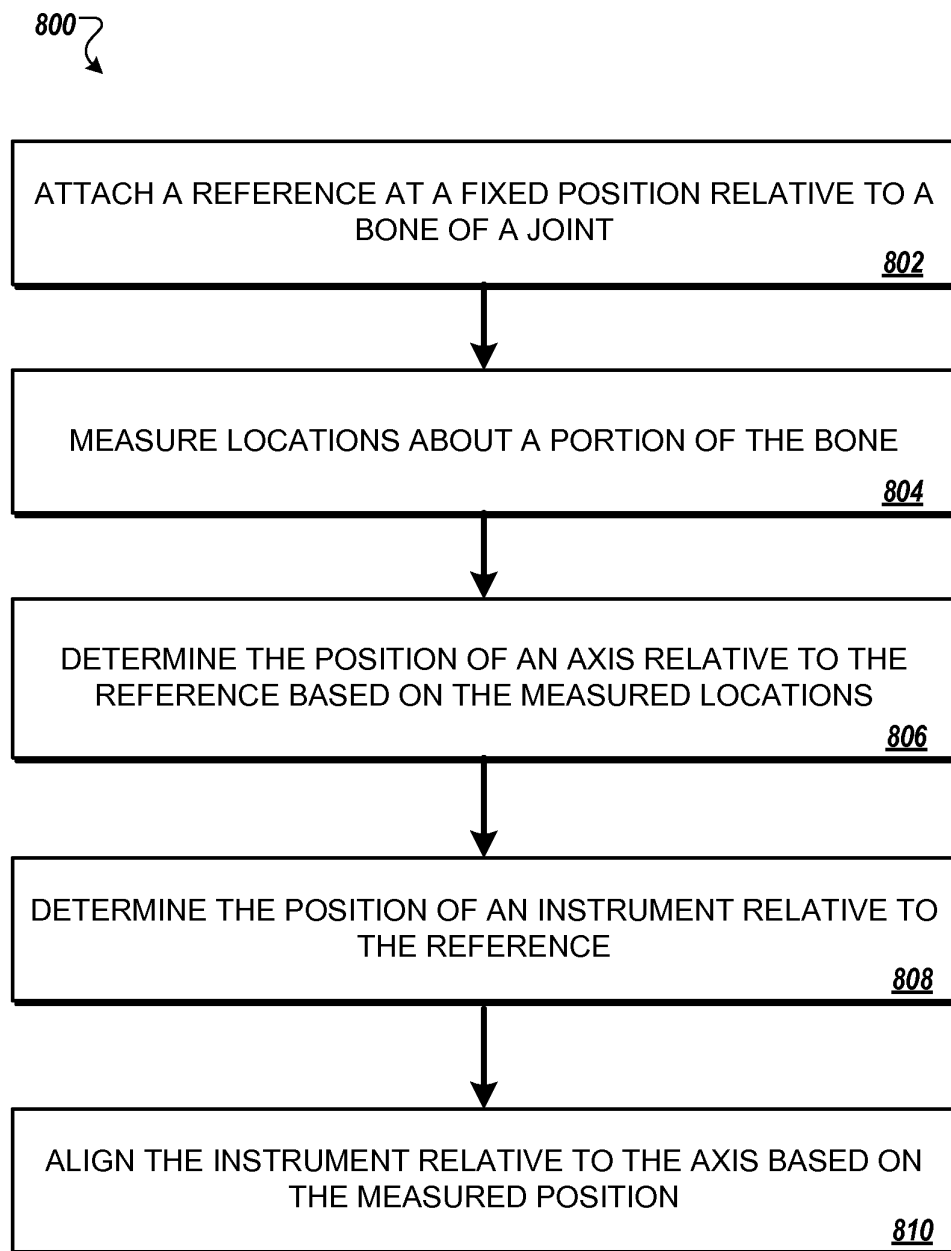 800
ATTACH A REFERENCE AT A FIXED POSITION RELATIVE TO A
BONE OF A JOINT
802
MEASURE LOCATIONS ABOUT A PORTION OF THE BONE
804
DETERMINE THE POSITION OF AN AXIS RELATIVE TO THE
REFERENCE BASED ON THE MEASURED LOCATIONS
806
DETERMINE THE POSITION OF AN INSTRUMENT RELATIVE TO
THE REFERENCE
808
ALIGN THE INSTRUMENT RELATIVE TO THE AXIS BASED ON
THE MEASURED POSITION
810